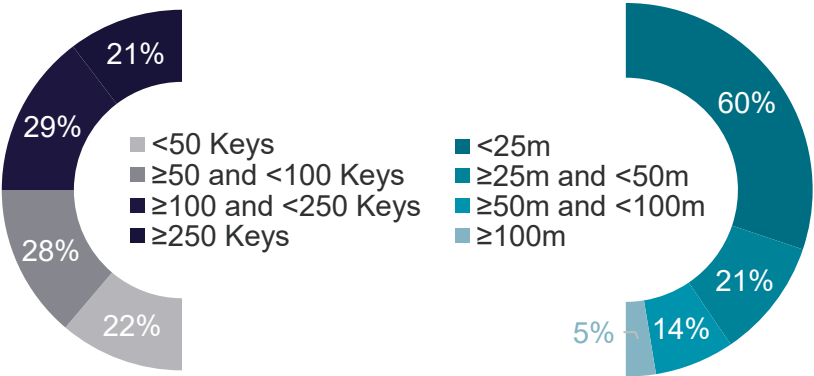 21%
29%
28%
22%
<50 Keys
≥50 and <100 Keys
≥100 and <250 Keys
≥250 Keys
<25m
≥25m and <50m
≥50m and <100m
≥100m
60%
21%
14%
5%